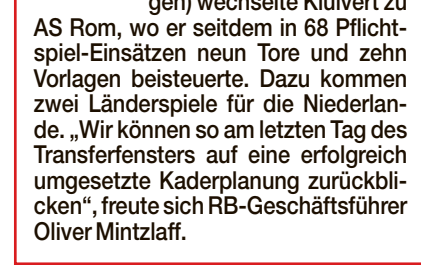 gen) wechselte Kluivert zu
AS Rom, wo er seitdem in 68 Pflicht-
spiel-Einsätzen neun Tore und zehn
Vorlagen beisteuerte. Dazu kommen
zwei Länderspiele für die Niederlan-
de. „Wir können so am letzten Tag des
Transferfensters auf eine erfolgreich
umgesetzte Kaderplanung zurückbli-
cken“, freute sich RB-Geschäftsführer
Oliver Mintzlaff.